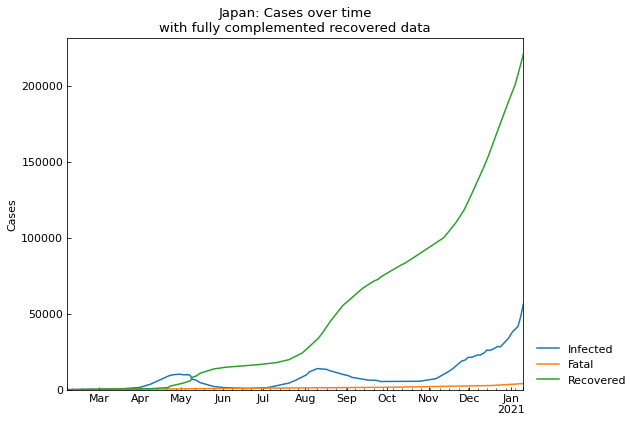 Japan: Cases over time
with fully complemented recovered data
Cases
200000
150000
100000
50000
0
Mar
Apr
May
Jun
Jul
Aug
Sep
Oct
Nov
Dec
Jan
2021
Infected
Fatal
Recovered